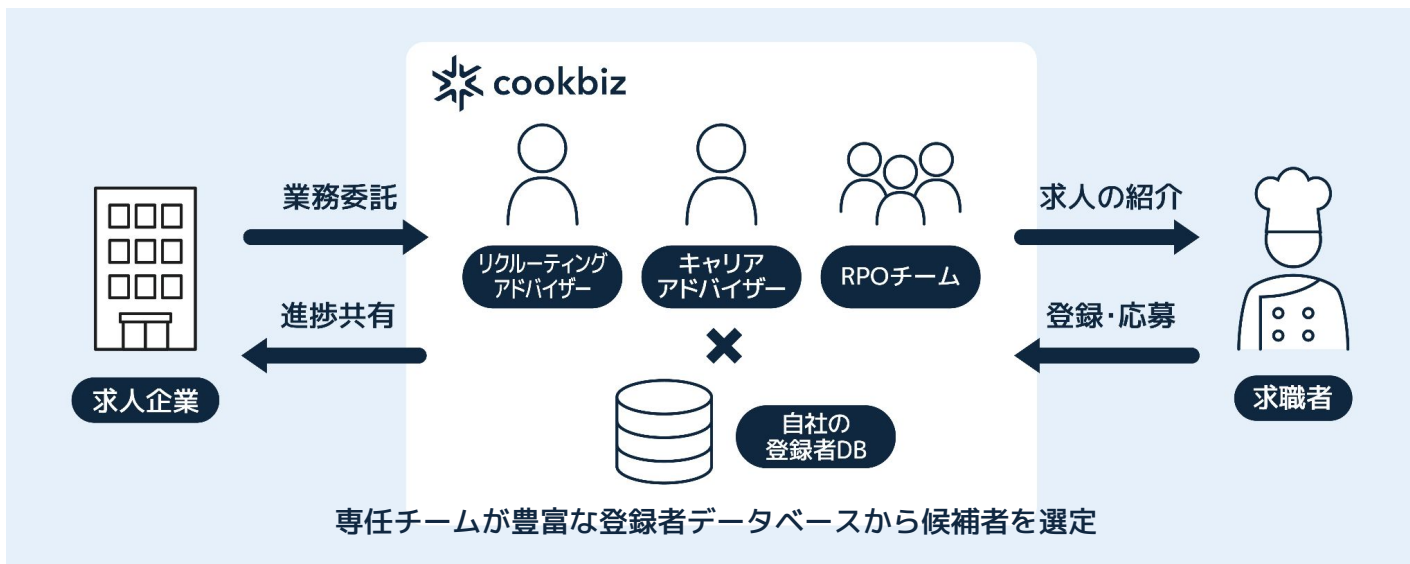 cookbiz
業務委託
進捗共有
求人企業
リクルーティング
アドバイザー
キャリア
アドバイザー
RPOチーム
自社の
登録者DB
求人の紹介
登録・応募
求職者
専任チームが豊富な登録者データベースから候補者を選定